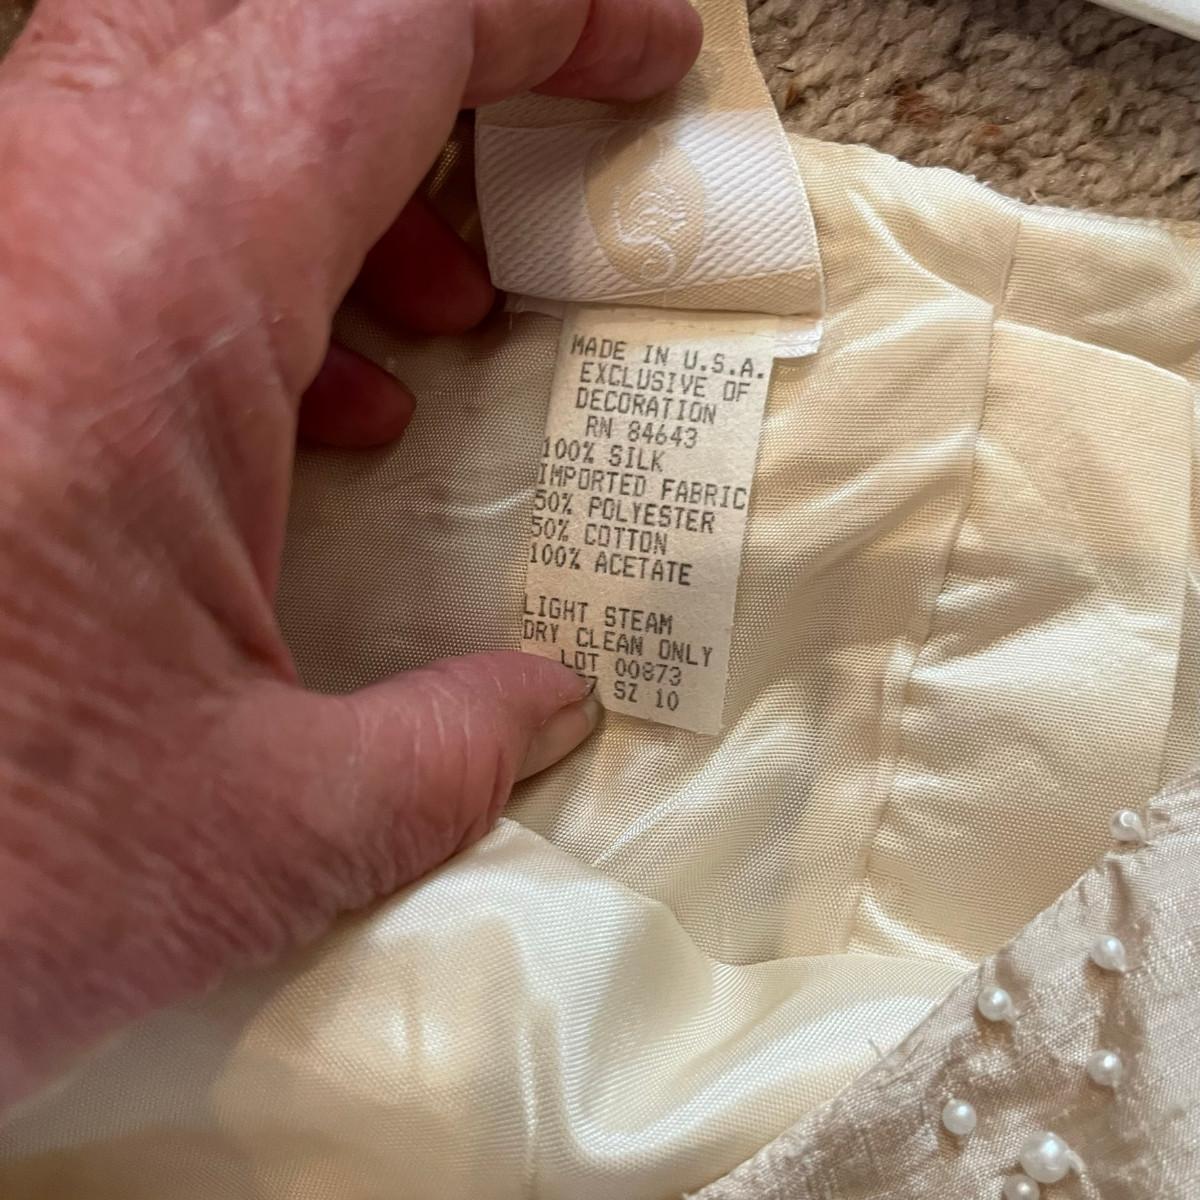 MADE IN U.S.A.
EXCLUSIVE OF
DECORATION
RN 84643
100% SILK
IMPORTED FABRIC
50% POLYESTER
50% COTTON
100% ACETATE
LIGHT STEAM
DRY CLEAN ONLY
LOT 00873
SZ 10